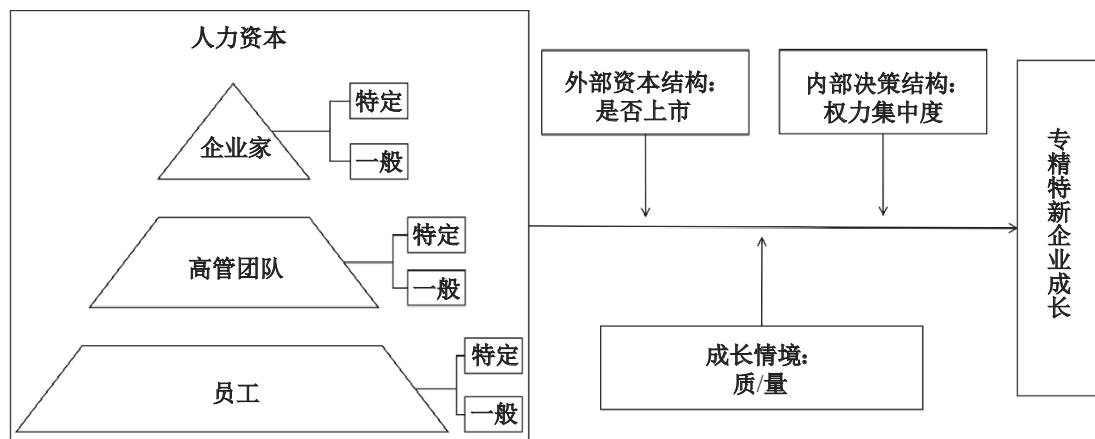 人力资本
特定
企业家
一般
特定
高管团队
一般
特定
员工
一般
外部资本结构：
是否上市
内部决策结构：
权力集中度
成长情境：
质/量
专精特新企业成长